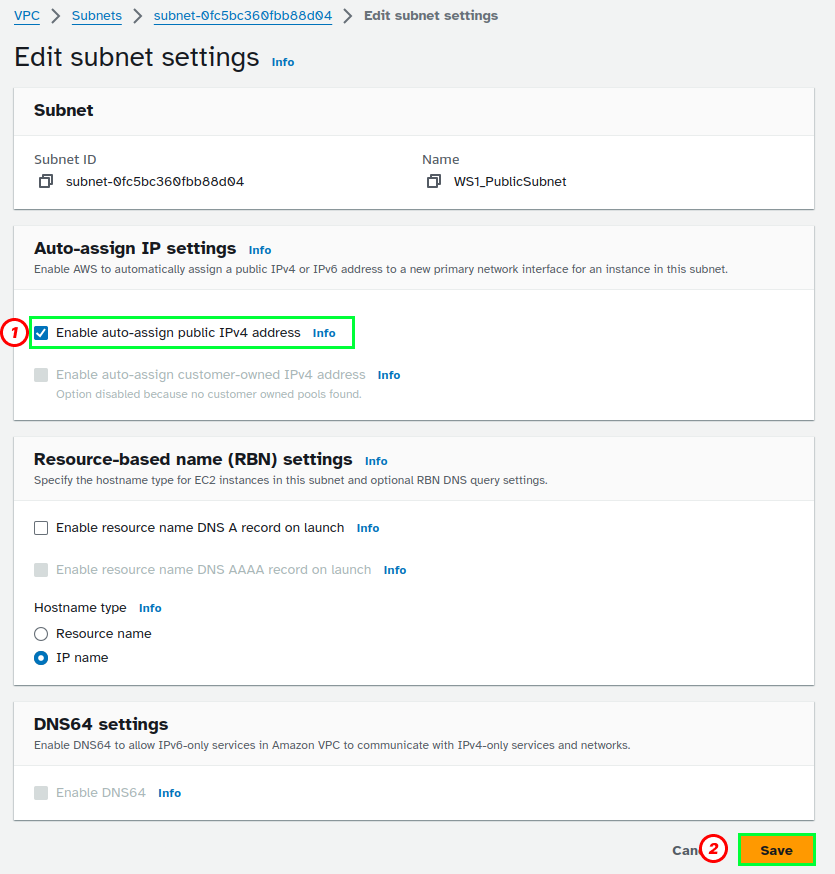 VPC > Subnets > subnet-0fc5bc360fbb88d04 > Edit subnet settings
Edit subnet settings Info
Subnet
Subnet ID Name
subnet-0fc5bc360fbb88d04 WS1_PublicSubnet
Auto-assign IP settings Info
Enable AWS to automatically assign a public IPv4 or IPv6 address to a new primary network interface for an instance in this subnet.
1 Enable auto-assign public IPv4 address Info
Enable auto-assign customer-owned IPv4 address Info
Option disabled because no customer owned pools found.
Resource-based name (RBN) settings Info
Specify the hostname type for EC2 instances in this subnet and optional RBN DNS query settings.
Enable resource name DNS A record on launch Info
Enable resource name DNS AAAA record on launch Info
Hostname type Info
Resource name
IP name
DNS64 settings
Enable DNS64 to allow IPv6-only services in Amazon VPC to communicate with IPv4-only services and networks.
Enable DNS64 Info
Can 2 Save